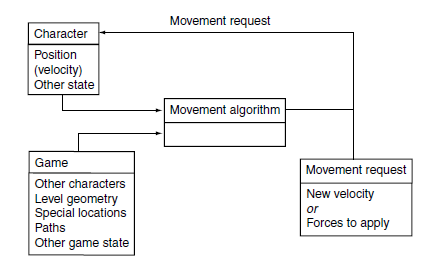 Movement request
Character
Position
(velocity)
Other state
Movement algorithm
Game
Other characters
Level geometry
Special locations
Paths
Other game state
Movement request
New velocity
or
Forces to apply